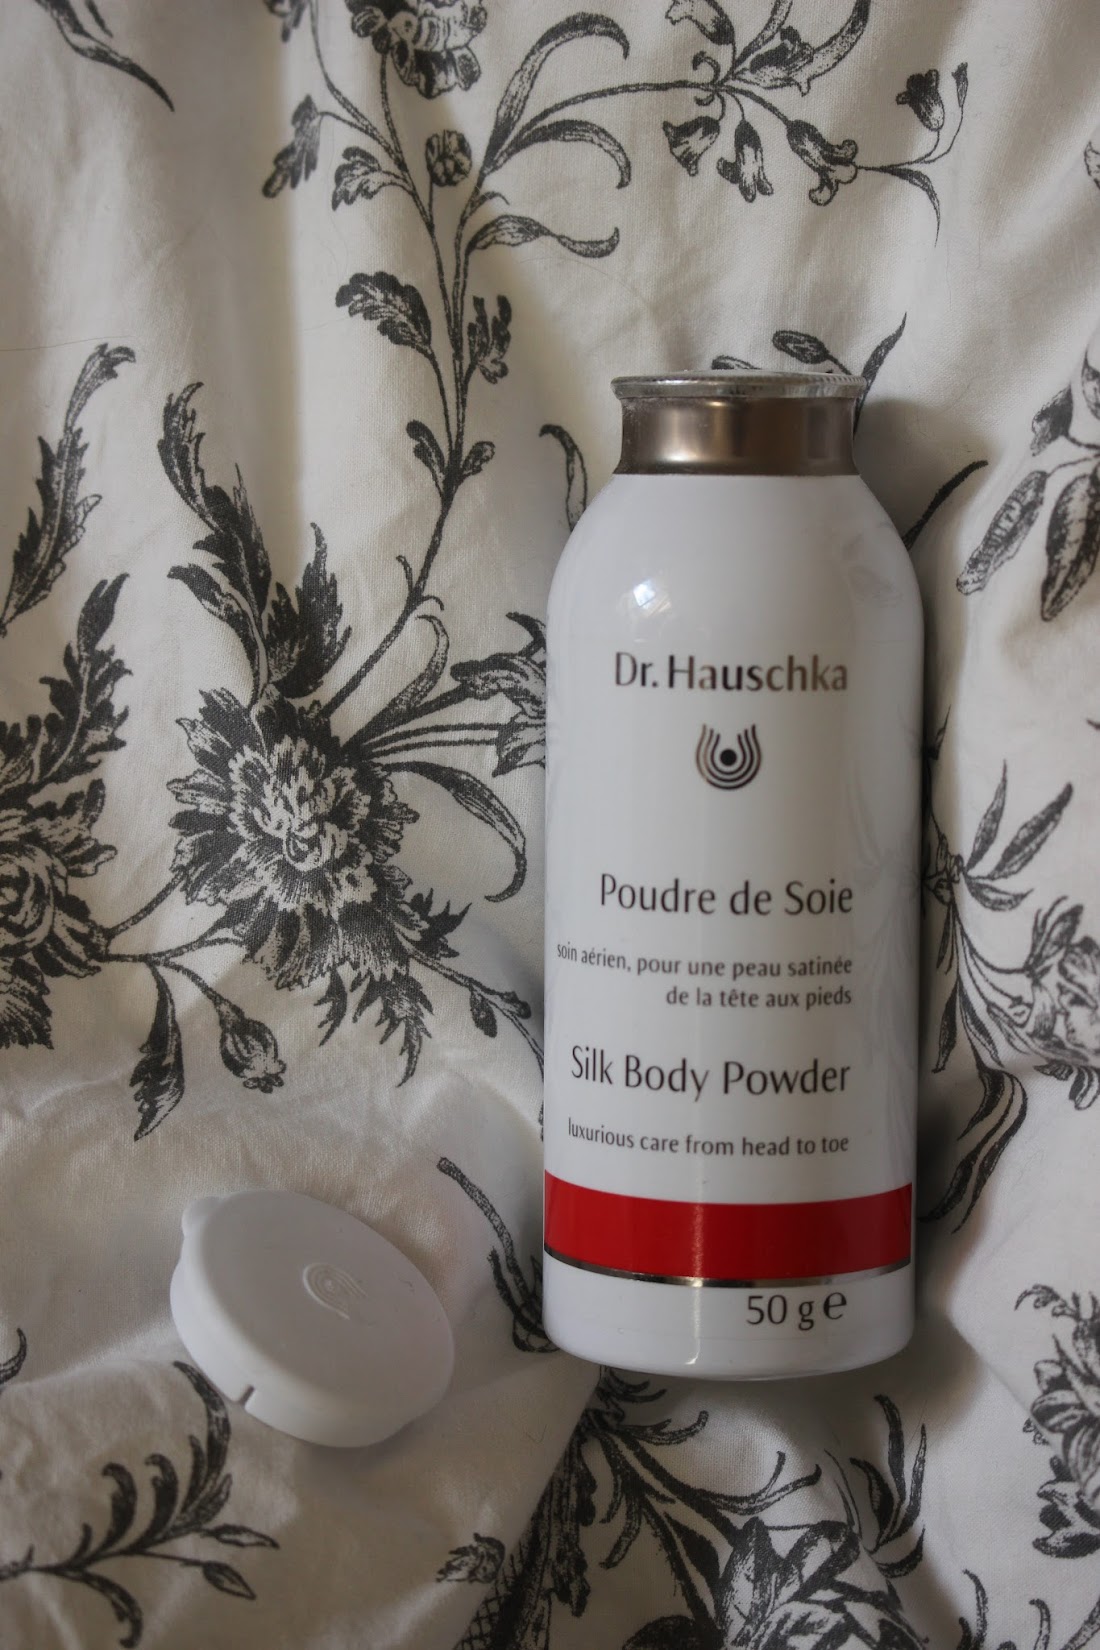 Dr. Hauschka
Poudre de Soie
soin aérien, pour une peau satinée
de la tête aux pieds
Silk Body Powder
luxurious care from head to toe
50 g ℮